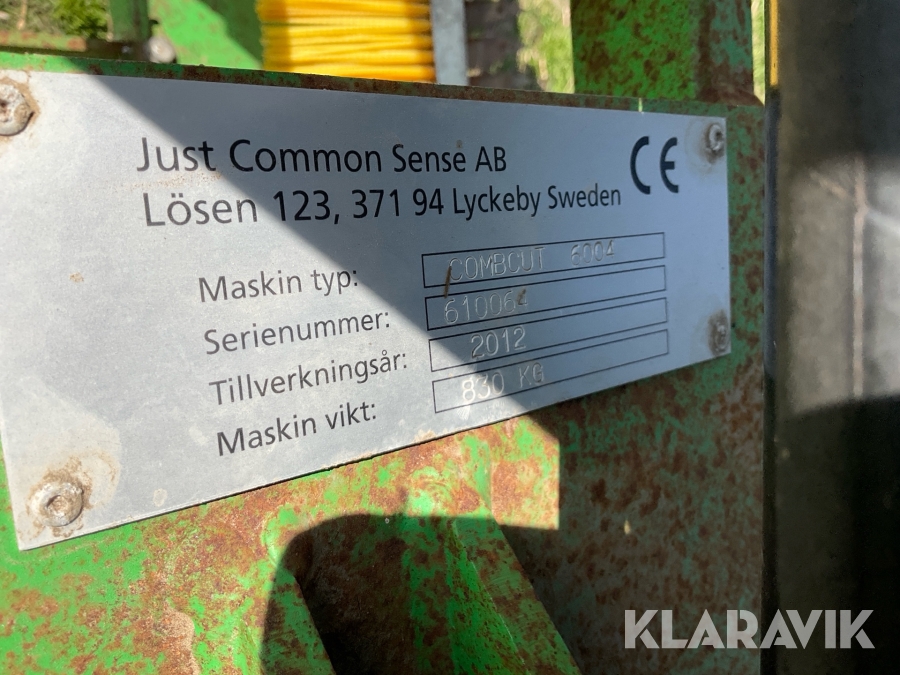 Just Common Sense AB
Lösen 123, 371 94 Lyckeby Sweden
CE
Maskin typ: COMBCUT 6004
Serienummer: 610064
Tillverkningsår: 2012
Maskin vikt: 830 KG
KLARAVIK